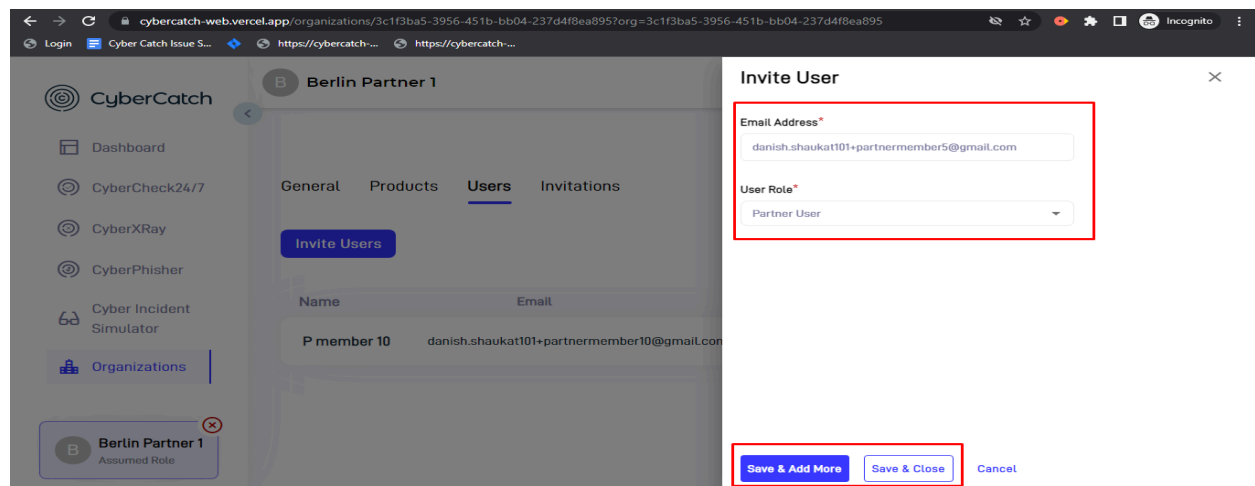 cybercatch-web.vercel.app/organizations/3c1f3ba5-3956-451b-bb04-237d4f8ea895?org=3c1f3ba5-3956-451b-bb04-237d4f8ea895
Incognito
Login Cyber Catch Issue S... https://cybercatch-... https://cybercatch-...
CyberCatch
Dashboard
CyberCheck24/7
CyberXRay
CyberPhisher
Cyber Incident
Simulator
Organizations
B Berlin Partner 1
Assumed Role
B Berlin Partner 1
General Products Users Invitations
Invite Users
Name Email
P member 10 danish.shaukat101+partnermember10@gmail.con
Invite User
Email Address*
danish.shaukat101+partnermember5@gmail.com
User Role*
Partner User
Save & Add More Save & Close Cancel